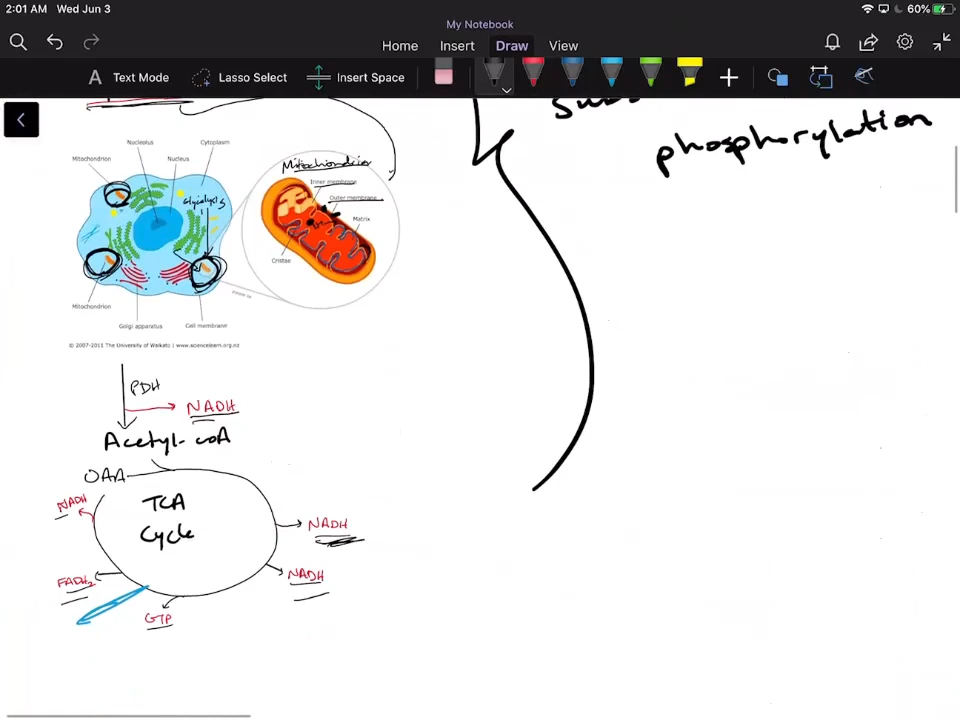 2:01 AM Wed Jun 3
60%
My Notebook
Home Insert Draw View
Text Mode Lasso Select Insert Space
phosphorylation
Nucleolus
Cytoplasm
Mitochondrion
Nucleus
Mitochondrion
Inner membrane
Glycolysis
Outer membrane
Matrix
Cristae
Mitochondrion
Golgi apparatus
Cell membrane
© 2007-2011 The University of Waikato | www.sciencelearn.org.nz
PDH
NADH
Acetyl-coA
OAA
NADH
TCA
Cycle
NADH
NADH
FADH₂
GTP